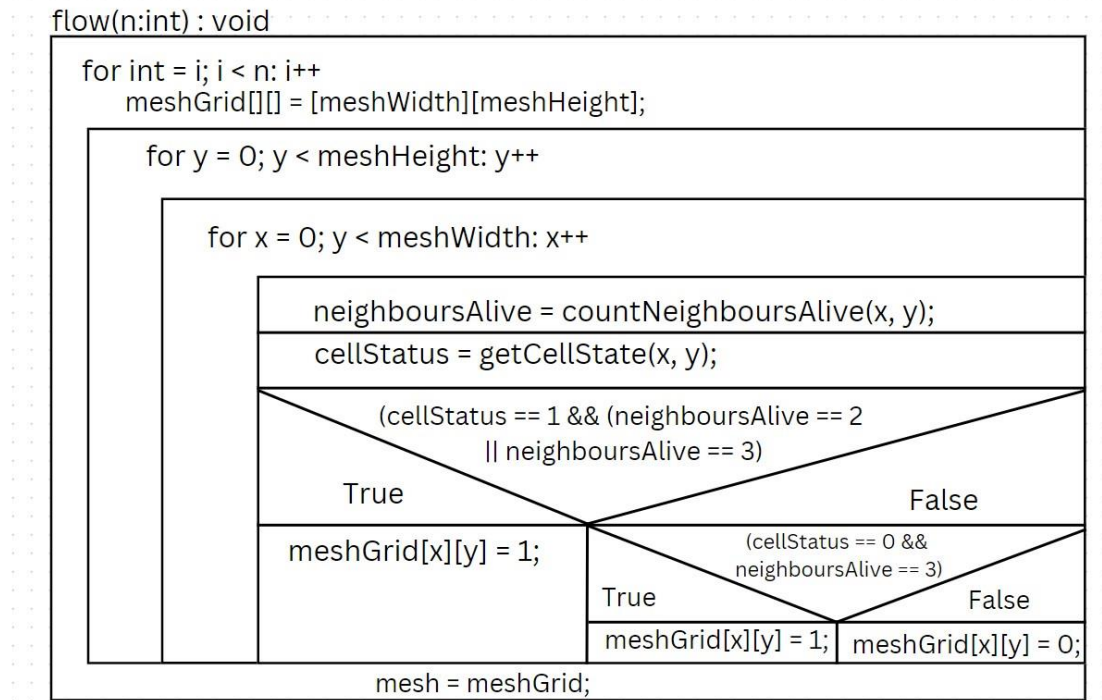 flow(n:int) : void
for int = i; i < n: i++
meshGrid[][] = [meshWidth][meshHeight];
for y = 0; y < meshHeight: y++
for x = 0; y < meshWidth: x++
neighboursAlive = countNeighboursAlive(x, y);
cellStatus = getCellState(x, y);
(cellStatus == 1 && (neighboursAlive == 2
|| neighboursAlive == 3)
True
False
meshGrid[x][y] = 1;
(cellStatus == 0 &&
neighboursAlive == 3)
True
False
meshGrid[x][y] = 1;
meshGrid[x][y] = 0;
mesh = meshGrid;